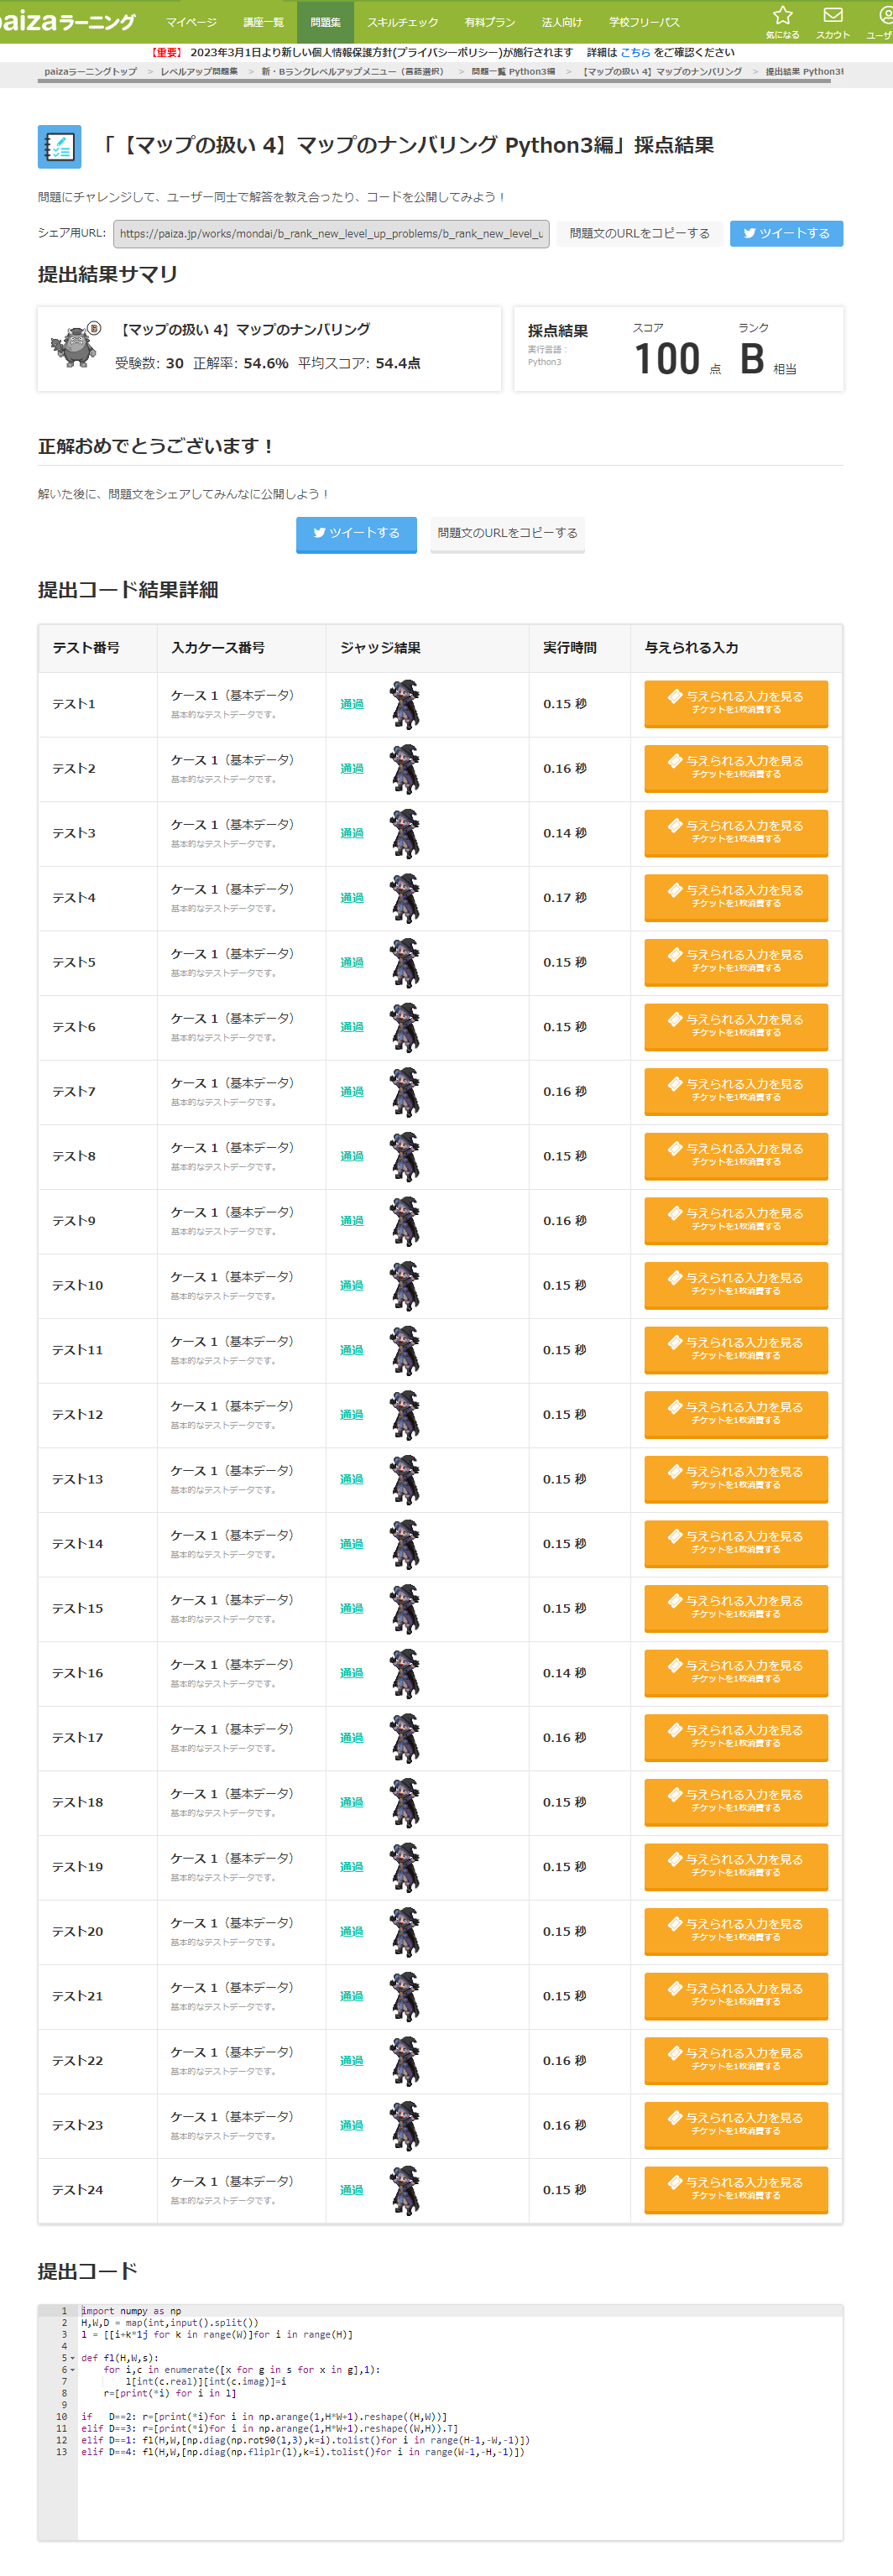 paizaラーニング
マイページ 講座一覧 問題集 スキルチェック 有料プラン 法人向け 学校フリーパス 気になる スカウト ユーザ
【重要】 2023年3月1日より新しい個人情報保護方針(プライバシーポリシー)が施行されます 詳細は こちら をご確認ください
paizaラーニングトップ > レベルアップ問題集 > 新・Bランクレベルアップメニュー（言語選択） > 問題一覧 Python3編 > 【マップの扱い 4】マップのナンバリング > 提出結果 Python3
「【マップの扱い 4】マップのナンバリング Python3編」採点結果
問題にチャレンジして、ユーザー同士で解答を教え合ったり、コードを公開してみよう！
シェア用URL: https://paiza.jp/works/mondai/b_rank_new_level_up_problems/b_rank_new_level_u 問題文のURLをコピーする ツイートする
提出結果サマリ
B 【マップの扱い 4】マップのナンバリング
受験数: 30 正解率: 54.6% 平均スコア: 54.4点
採点結果 スコア ランク
実行言語：
Python3
100 点 B 相当
正解おめでとうございます！
解いた後に、問題文をシェアしてみんなに公開しよう！
ツイートする 問題文のURLをコピーする
提出コード結果詳細
テスト番号 入力ケース番号 ジャッジ結果 実行時間 与えられる入力
テスト1 ケース 1（基本データ） 基本的なテストデータです。 通過 0.15 秒 与えられる入力を見る チケットを1枚消費する
テスト2 ケース 1（基本データ） 基本的なテストデータです。 通過 0.16 秒 与えられる入力を見る チケットを1枚消費する
テスト3 ケース 1（基本データ） 基本的なテストデータです。 通過 0.14 秒 与えられる入力を見る チケットを1枚消費する
テスト4 ケース 1（基本データ） 基本的なテストデータです。 通過 0.17 秒 与えられる入力を見る チケットを1枚消費する
テスト5 ケース 1（基本データ） 基本的なテストデータです。 通過 0.15 秒 与えられる入力を見る チケットを1枚消費する
テスト6 ケース 1（基本データ） 基本的なテストデータです。 通過 0.15 秒 与えられる入力を見る チケットを1枚消費する
テスト7 ケース 1（基本データ） 基本的なテストデータです。 通過 0.16 秒 与えられる入力を見る チケットを1枚消費する
テスト8 ケース 1（基本データ） 基本的なテストデータです。 通過 0.15 秒 与えられる入力を見る チケットを1枚消費する
テスト9 ケース 1（基本データ） 基本的なテストデータです。 通過 0.16 秒 与えられる入力を見る チケットを1枚消費する
テスト10 ケース 1（基本データ） 基本的なテストデータです。 通過 0.15 秒 与えられる入力を見る チケットを1枚消費する
テスト11 ケース 1（基本データ） 基本的なテストデータです。 通過 0.15 秒 与えられる入力を見る チケットを1枚消費する
テスト12 ケース 1（基本データ） 基本的なテストデータです。 通過 0.15 秒 与えられる入力を見る チケットを1枚消費する
テスト13 ケース 1（基本データ） 基本的なテストデータです。 通過 0.15 秒 与えられる入力を見る チケットを1枚消費する
テスト14 ケース 1（基本データ） 基本的なテストデータです。 通過 0.15 秒 与えられる入力を見る チケットを1枚消費する
テスト15 ケース 1（基本データ） 基本的なテストデータです。 通過 0.15 秒 与えられる入力を見る チケットを1枚消費する
テスト16 ケース 1（基本データ） 基本的なテストデータです。 通過 0.14 秒 与えられる入力を見る チケットを1枚消費する
テスト17 ケース 1（基本データ） 基本的なテストデータです。 通過 0.16 秒 与えられる入力を見る チケットを1枚消費する
テスト18 ケース 1（基本データ） 基本的なテストデータです。 通過 0.15 秒 与えられる入力を見る チケットを1枚消費する
テスト19 ケース 1（基本データ） 基本的なテストデータです。 通過 0.15 秒 与えられる入力を見る チケットを1枚消費する
テスト20 ケース 1（基本データ） 基本的なテストデータです。 通過 0.15 秒 与えられる入力を見る チケットを1枚消費する
テスト21 ケース 1（基本データ） 基本的なテストデータです。 通過 0.15 秒 与えられる入力を見る チケットを1枚消費する
テスト22 ケース 1（基本データ） 基本的なテストデータです。 通過 0.16 秒 与えられる入力を見る チケットを1枚消費する
テスト23 ケース 1（基本データ） 基本的なテストデータです。 通過 0.16 秒 与えられる入力を見る チケットを1枚消費する
テスト24 ケース 1（基本データ） 基本的なテストデータです。 通過 0.15 秒 与えられる入力を見る チケットを1枚消費する
提出コード
1 import numpy as np
2 H,W,D = map(int,input().split())
3 l = [[i+k*1j for k in range(W)]for i in range(H)]
4
5 def fl(H,W,s):
6 for i,c in enumerate([x for g in s for x in g],1):
7 l[int(c.real)][int(c.imag)]=i
8 r=[print(*i) for i in l]
9
10 if D==2: r=[print(*i)for i in np.arange(1,H*W+1).reshape((H,W))]
11 elif D==3: r=[print(*i)for i in np.arange(1,H*W+1).reshape((W,H)).T]
12 elif D==1: fl(H,W,[np.diag(np.rot90(l,3),k=i).tolist()for i in range(H-1,-W,-1)])
13 elif D==4: fl(H,W,[np.diag(np.fliplr(l),k=i).tolist()for i in range(W-1,-H,-1)])